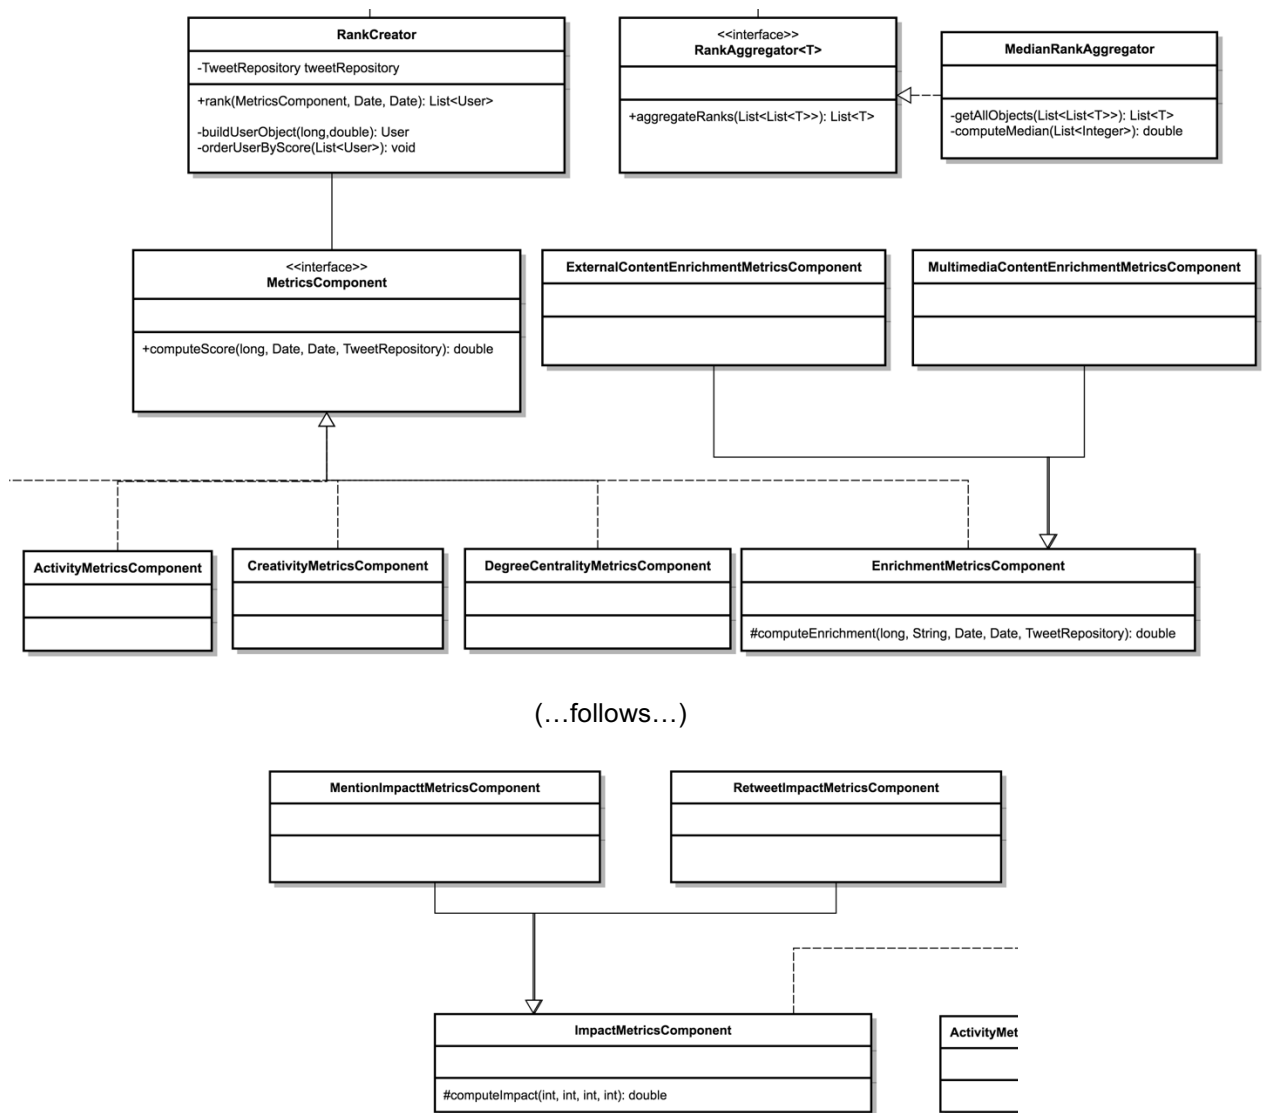 RankCreator
-TweetRepository tweetRepository
+rank(MetricsComponent, Date, Date): List<User>
-buildUserObject(long,double): User
-orderUserByScore(List<User>): void
<<interface>>
RankAggregator<T>
+aggregateRanks(List<List<T>>): List<T>
MedianRankAggregator
-getAllObjects(List<List<T>>): List<T>
-computeMedian(List<Integer>): double
<<interface>>
MetricsComponent
+computeScore(long, Date, Date, TweetRepository): double
ExternalContentEnrichmentMetricsComponent
MultimediaContentEnrichmentMetricsComponent
ActivityMetricsComponent
CreativityMetricsComponent
DegreeCentralityMetricsComponent
EnrichmentMetricsComponent
#computeEnrichment(long, String, Date, Date, TweetRepository): double
(…follows…)
MentionImpacttMetricsComponent
RetweetImpactMetricsComponent
ImpactMetricsComponent
#computeImpact(int, int, int, int): double
ActivityMet